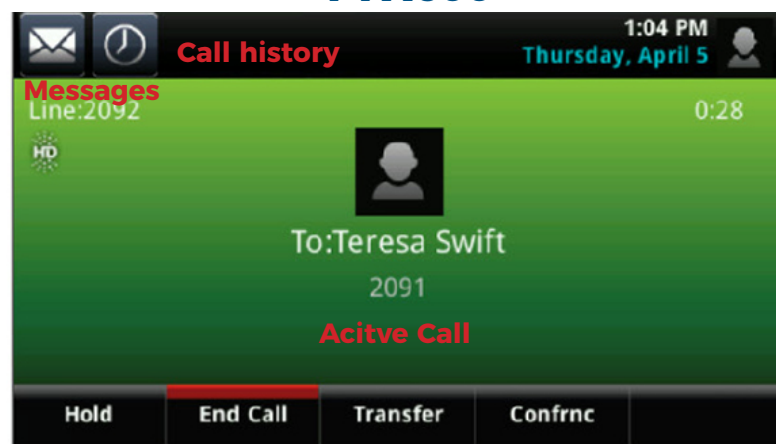 1:04 PM
Call history
Thursday, April 5
Messages
Line:2092
0:28
HD
To:Teresa Swift
2091
Acitve Call
Hold
End Call
Transfer
Confrnc